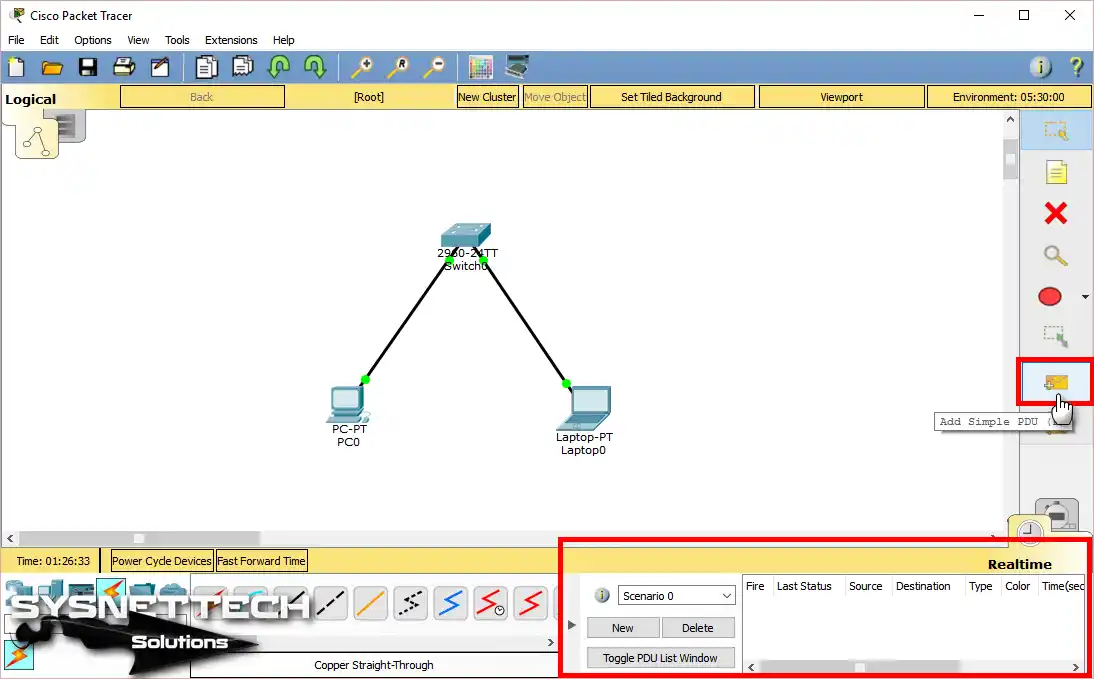 Cisco Packet Tracer
File Edit Options View Tools Extensions Help
Logical
Back
[Root]
New Cluster
Move Object
Set Tiled Background
Viewport
Environment: 05:30:00
2960-24TT
Switch0
PC-PT
PC0
Laptop-PT
Laptop0
Add Simple PDU (
Time: 01:26:33
Power Cycle Devices
Fast Forward Time
Realtime
Scenario 0
New
Delete
Toggle PDU List Window
Fire Last Status Source Destination Type Color Time(sec
SYSNETTECH
Solutions
Copper Straight-Through